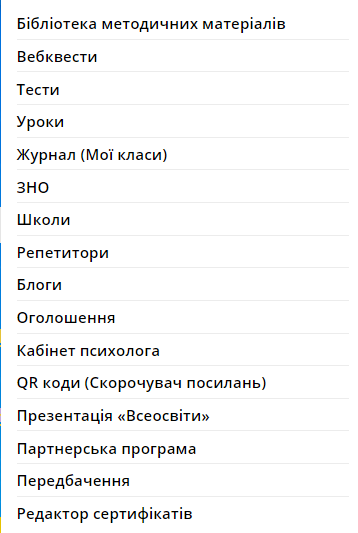 Бібліотека методичних матеріалів
Вебквести
Тести
Уроки
Журнал (Мої класи)
ЗНО
Школи
Репетитори
Блоги
Оголошення
Кабінет психолога
QR коди (Скорочувач посилань)
Презентація «Всеосвіти»
Партнерська програма
Передбачення
Редактор сертифікатів